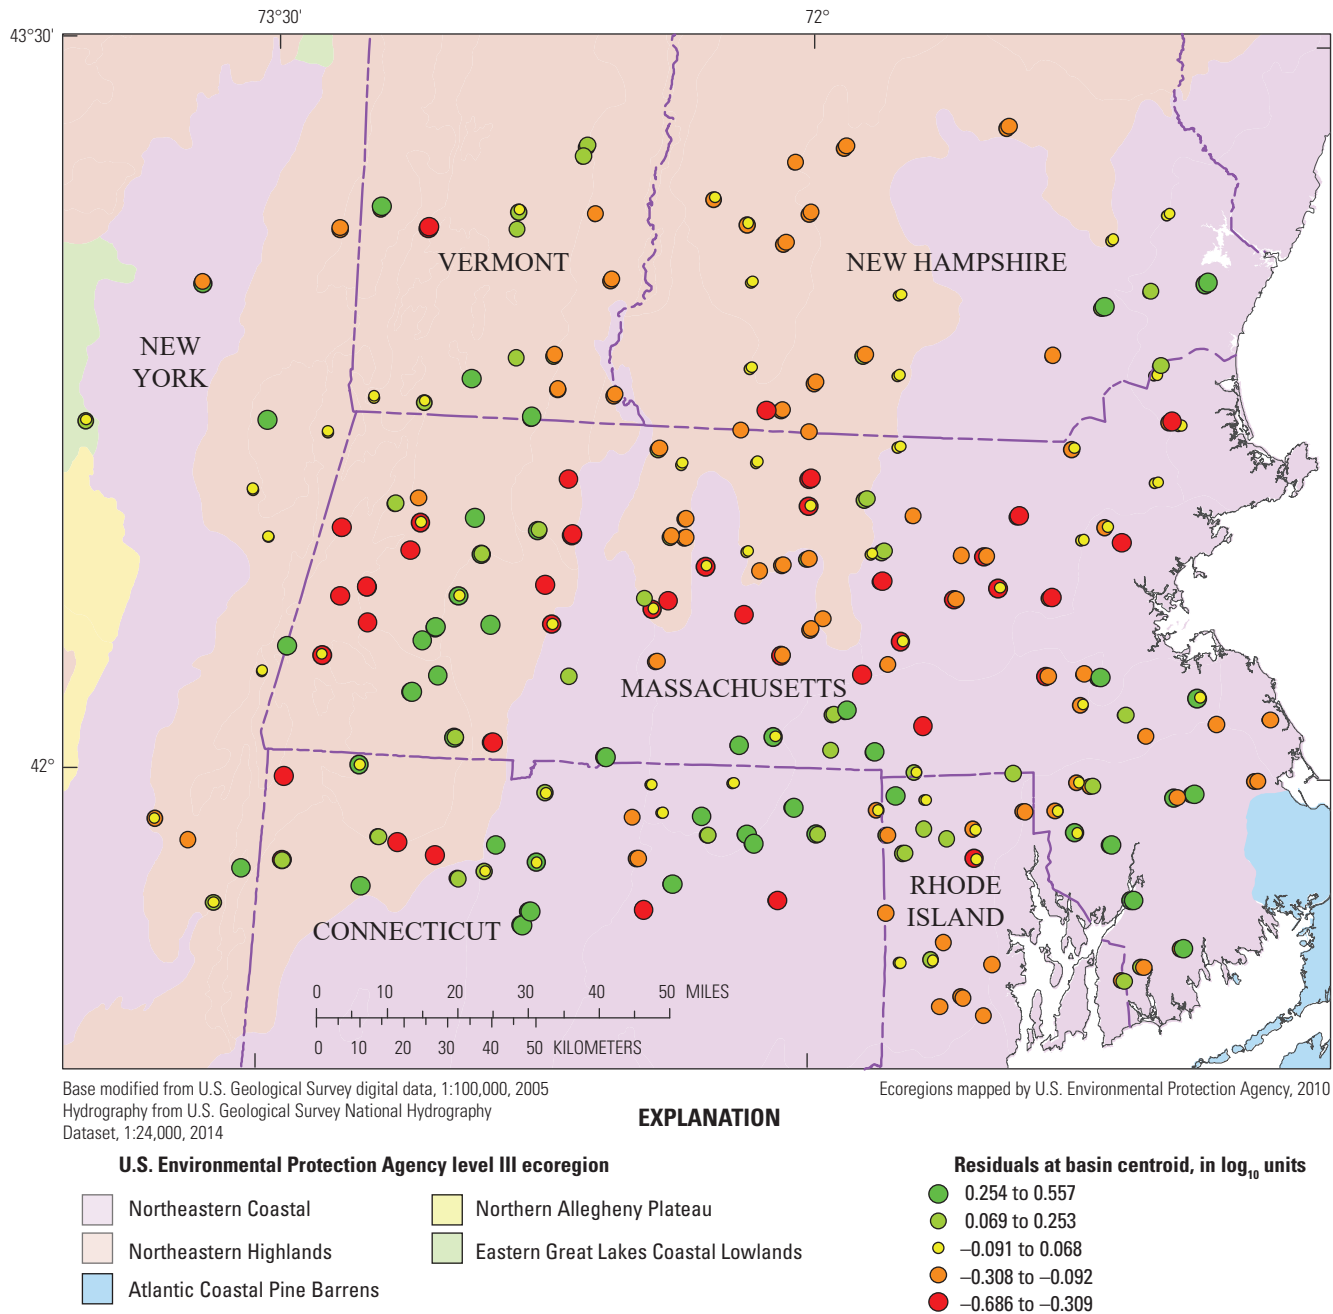 73°30'
72°
43°30'
VERMONT
NEW HAMPSHIRE
NEW
YORK
MASSACHUSETTS
42°
RHODE
ISLAND
CONNECTICUT
0 10 20 30 40 50 MILES
0 10 20 30 40 50 KILOMETERS
Base modified from U.S. Geological Survey digital data, 1:100,000, 2005
Hydrography from U.S. Geological Survey National Hydrography
Dataset, 1:24,000, 2014
Ecoregions mapped by U.S. Environmental Protection Agency, 2010
EXPLANATION
U.S. Environmental Protection Agency level III ecoregion
Northeastern Coastal
Northeastern Highlands
Atlantic Coastal Pine Barrens
Northern Allegheny Plateau
Eastern Great Lakes Coastal Lowlands
Residuals at basin centroid, in log10 units
0.254 to 0.557
0.069 to 0.253
–0.091 to 0.068
–0.308 to –0.092
–0.686 to –0.309